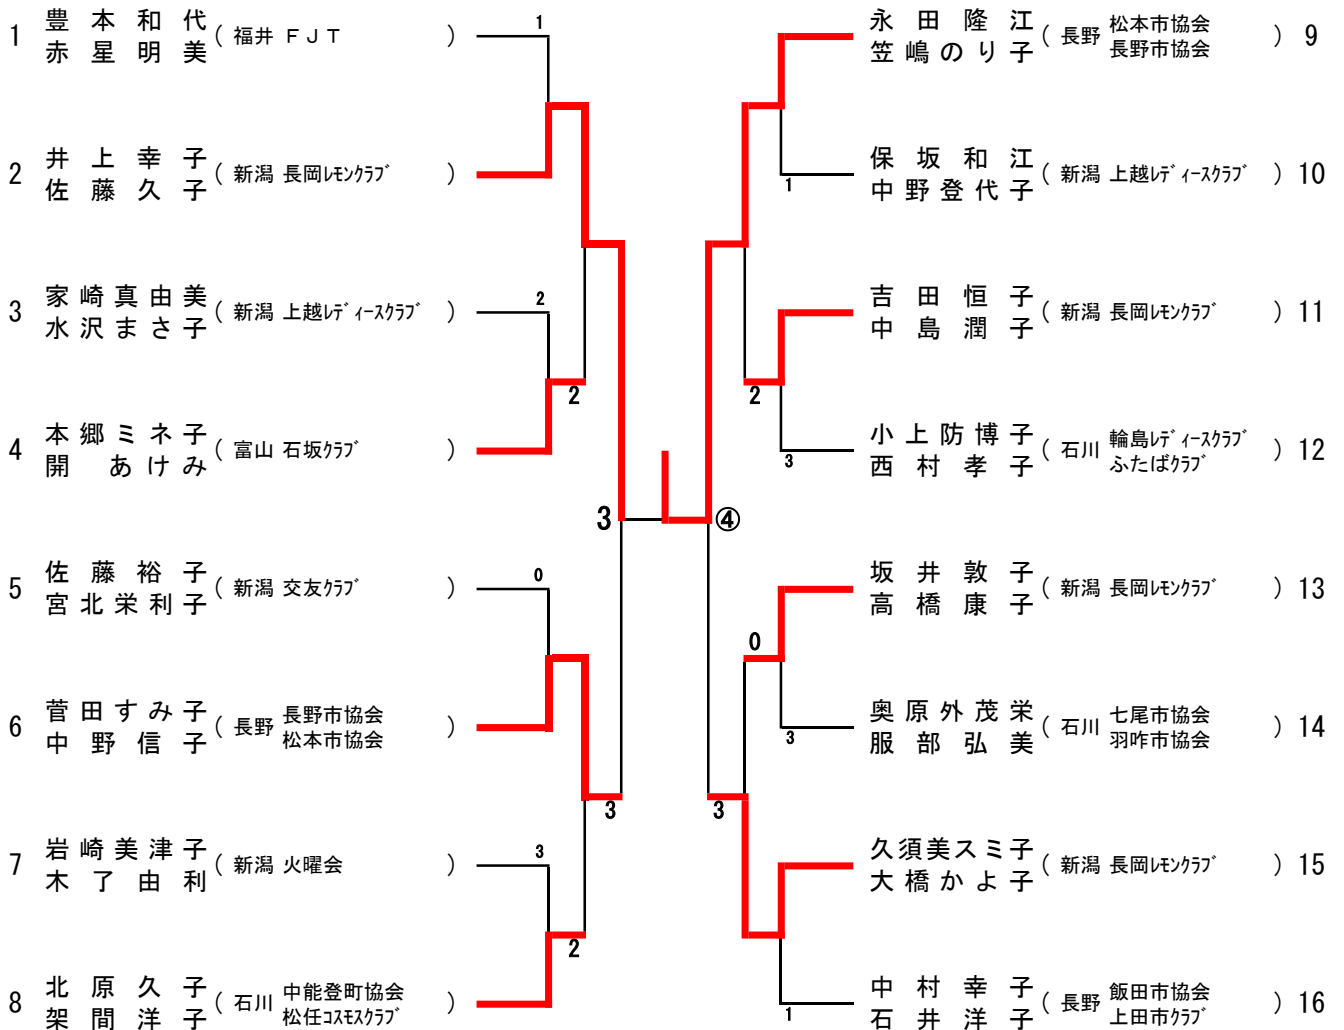 1 豊本和代 ( 福井 ＦＪＴ )
赤星明美
1
2 井上幸子 ( 新潟 長岡ﾚﾓﾝｸﾗﾌﾞ )
佐藤久子
3 家崎真由美 ( 新潟 上越ﾚﾃﾞｨｰｽｸﾗﾌﾞ )
水沢まさ子
2
2
4 本郷ミネ子 ( 富山 石坂ｸﾗﾌﾞ )
開あけみ
3
5 佐藤裕子 ( 新潟 交友ｸﾗﾌﾞ )
宮北栄利子
0
6 菅田すみ子 ( 長野 長野市協会 )
中野信子 松本市協会
3
7 岩崎美津子 ( 新潟 火曜会 )
木了由利
3
2
8 北原久子 ( 石川 中能登町協会 )
架間洋子 松任ｺｽﾓｽｸﾗﾌﾞ
永田隆江 ( 長野 松本市協会 ) 9
笠嶋のり子 長野市協会
保坂和江 ( 新潟 上越ﾚﾃﾞｨｰｽｸﾗﾌﾞ ) 10
中野登代子
1
吉田恒子 ( 新潟 長岡ﾚﾓﾝｸﾗﾌﾞ ) 11
中島潤子
2
小上防博子 ( 石川 輪島ﾚﾃﾞｨｰｽｸﾗﾌﾞ ) 12
西村孝子 ふたばｸﾗﾌﾞ
3
④
坂井敦子 ( 新潟 長岡ﾚﾓﾝｸﾗﾌﾞ ) 13
高橋康子
0
奥原外茂栄 ( 石川 七尾市協会 ) 14
服部弘美 羽咋市協会
3
3
久須美スミ子 ( 新潟 長岡ﾚﾓﾝｸﾗﾌﾞ ) 15
大橋かよ子
中村幸子 ( 長野 飯田市協会 ) 16
石井洋子 上田市ｸﾗﾌﾞ
1